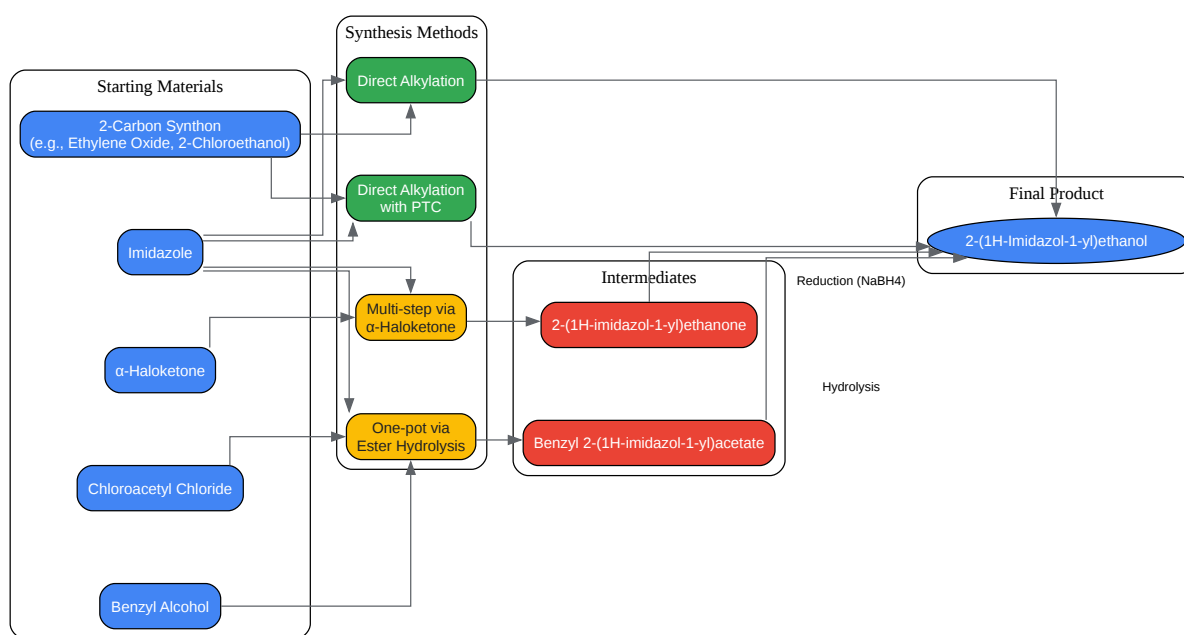 Starting Materials
2-Carbon Synthon
(e.g., Ethylene Oxide, 2-Chloroethanol)
Imidazole
α-Haloketone
Chloroacetyl Chloride
Benzyl Alcohol
Synthesis Methods
Direct Alkylation
Direct Alkylation
with PTC
Multi-step via
α-Haloketone
One-pot via
Ester Hydrolysis
Intermediates
2-(1H-imidazol-1-yl)ethanone
Benzyl 2-(1H-imidazol-1-yl)acetate
Reduction (NaBH4)
Hydrolysis
Final Product
2-(1H-Imidazol-1-yl)ethanol